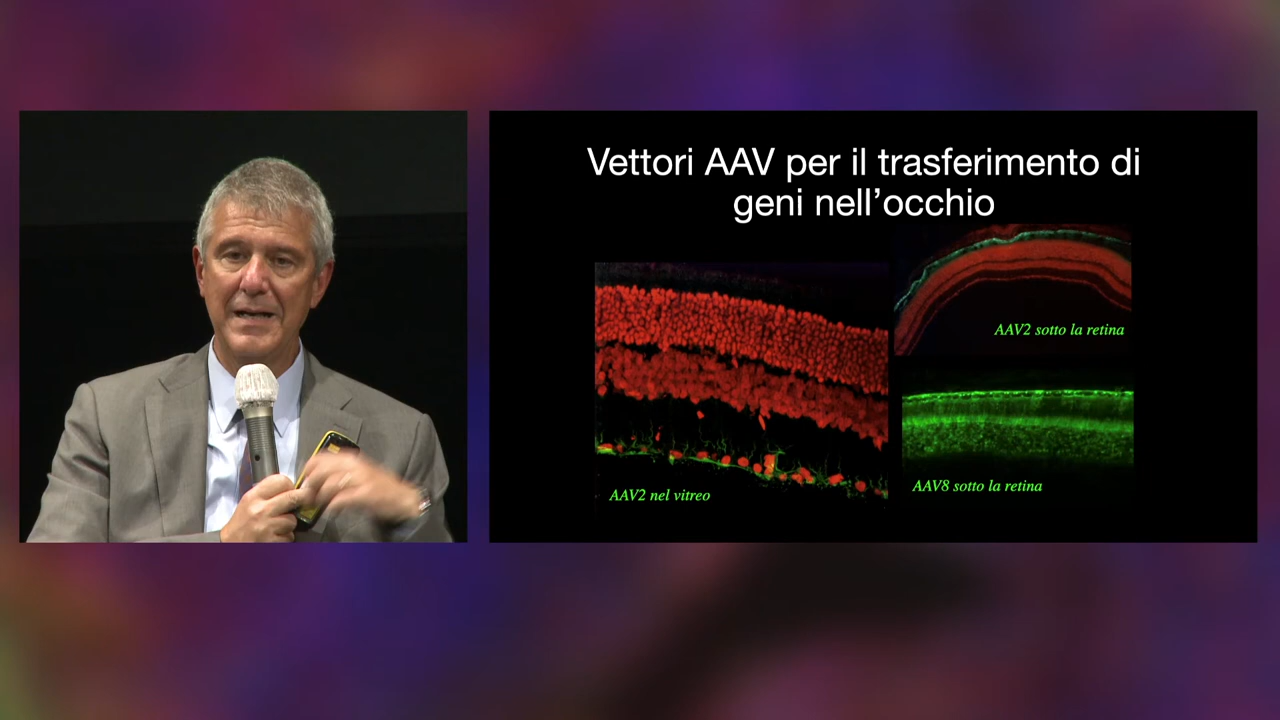 Vettori AAV per il trasferimento di
geni nell’occhio
AAV2 sotto la retina
AAV8 sotto la retina
AAV2 nel vitreo